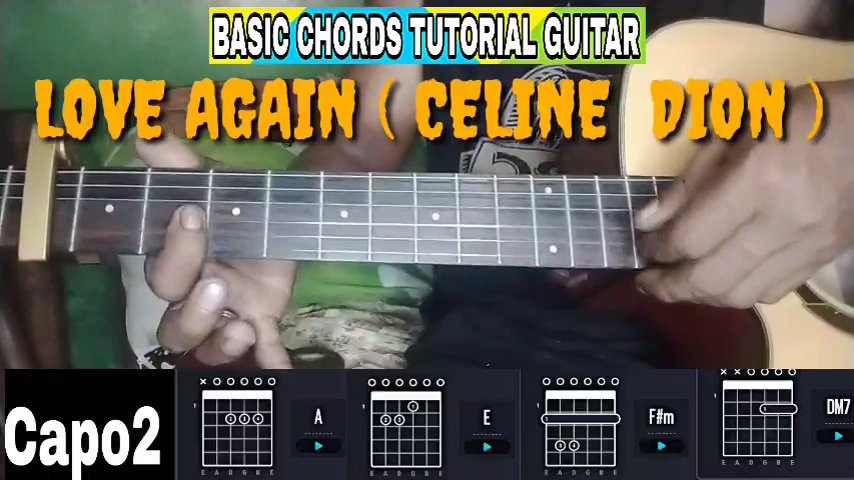 BASIC CHORDS TUTORIAL GUITAR
LOVE AGAIN ( CELINE DION )
Capo2
A
E
F#m
DM7